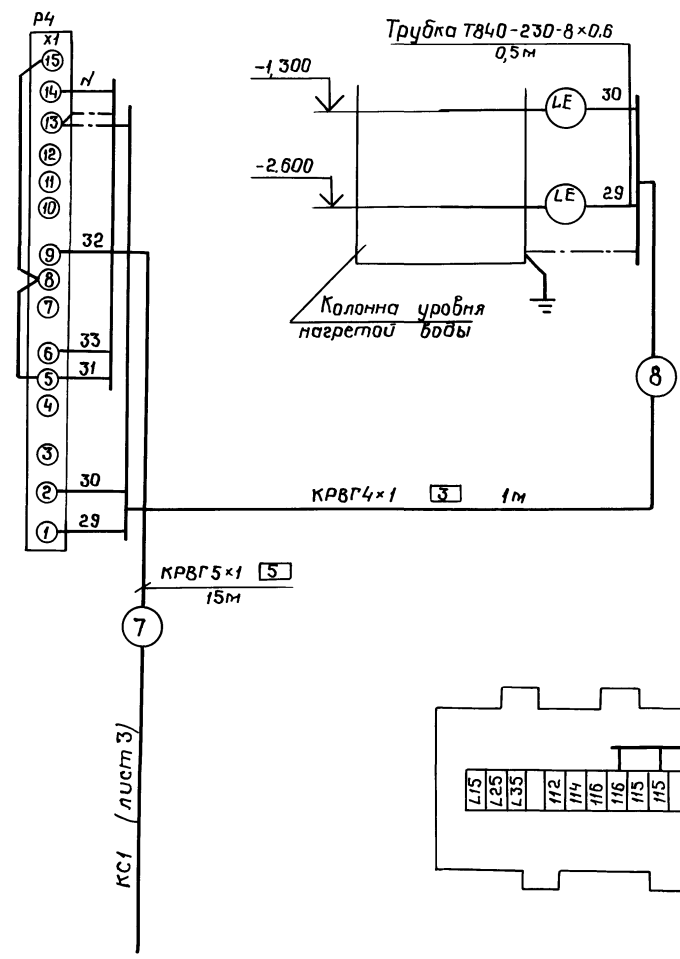 Р4
Х1
15
14 N
13
12
11
10
9 32
8
7
6 33
5 31
4
3
2 30
1 29
Трубка Т840-230-8×0.6
0,5м
-1,300
LE 30
-2.600
LE 29
Колонна уровня
нагретой воды
8
КРВГ4×1 3 1м
КРВГ5×1 5
15м
7
КС1 (лист 3)
L15 L25 L35 112 114 116 116 115 115